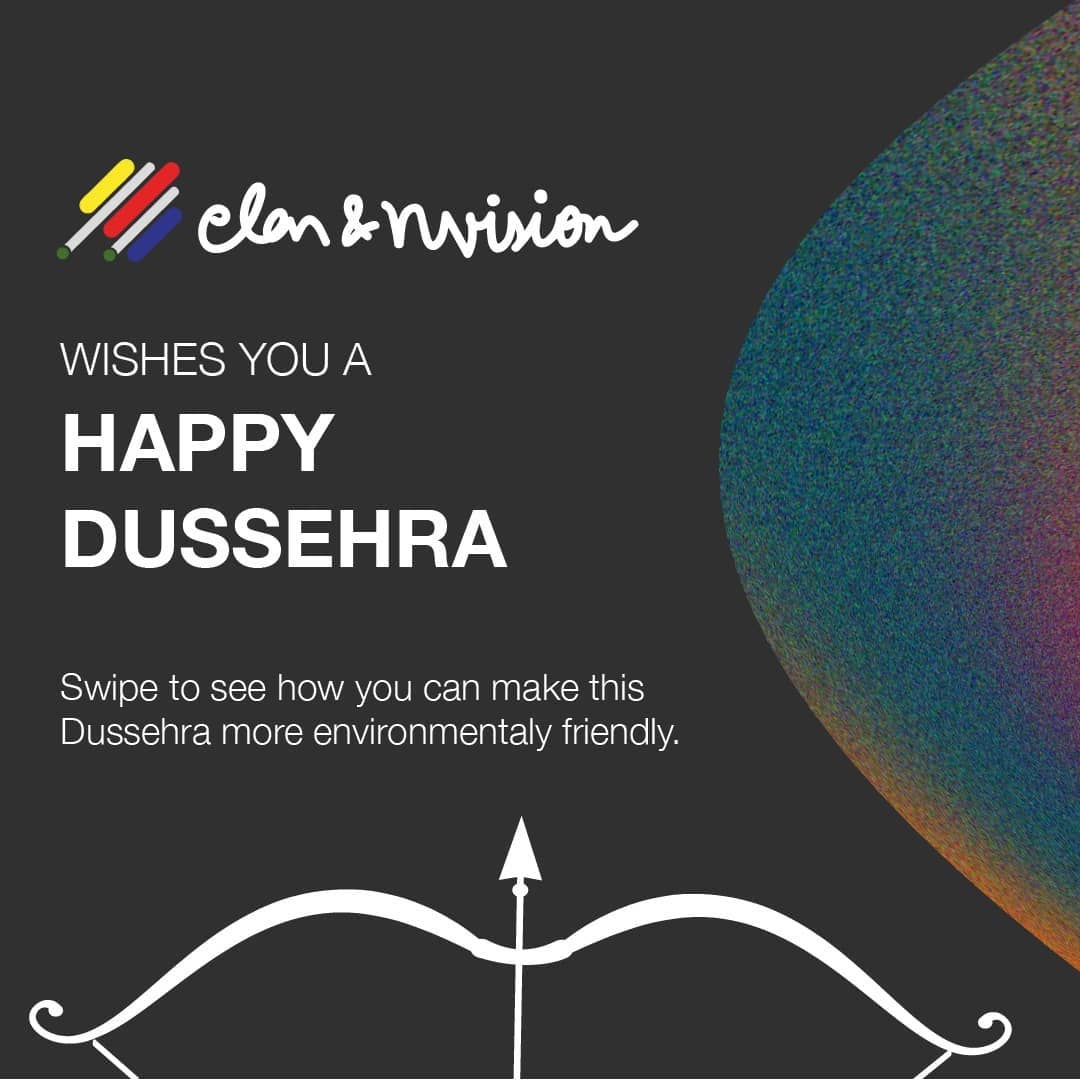 elan & nvision
WISHES YOU A
HAPPY
DUSSEHRA
Swipe to see how you can make this
Dussehra more environmentaly friendly.